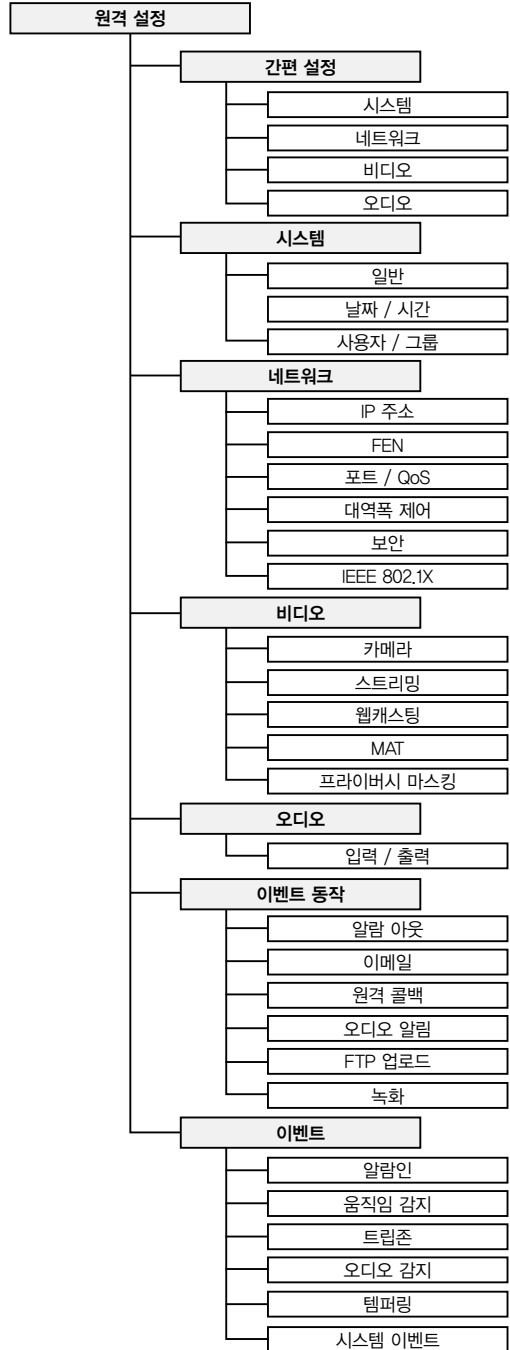 원격 설정
간편 설정
시스템
네트워크
비디오
오디오
시스템
일반
날짜 / 시간
사용자 / 그룹
네트워크
IP 주소
FEN
포트 / QoS
대역폭 제어
보안
IEEE 802.1X
비디오
카메라
스트리밍
웹캐스팅
MAT
프라이버시 마스킹
오디오
입력 / 출력
이벤트 동작
알람 아웃
이메일
원격 콜백
오디오 알림
FTP 업로드
녹화
이벤트
알람인
움직임 감지
트립존
오디오 감지
템퍼링
시스템 이벤트